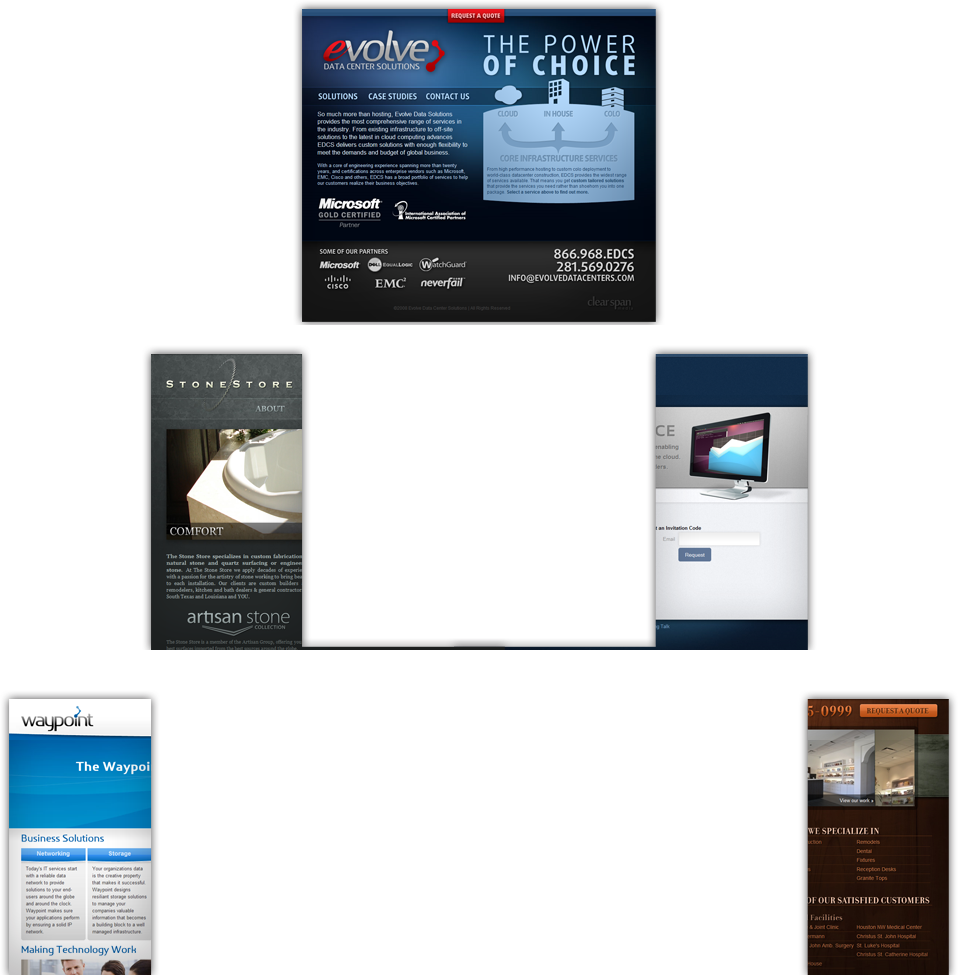 REQUEST A QUOTE
evolve
DATA CENTER SOLUTIONS
THE POWER
OF CHOICE
SOLUTIONS CASE STUDIES CONTACT US
CLOUD IN HOUSE COLO
So much more than hosting, Evolve Data Solutions
provides the most comprehensive range of services in
the industry. From existing infrastructure to off-site
solutions to the latest in cloud computing advances
EDCS delivers custom solutions with enough flexibility to
meet the demands and budget of global business.
With a core of engineering experience spanning more than twenty
years, and certifications across enterprise vendors such as Microsoft,
EMC, Cisco and others, EDCS has a broad portfolio of services to help
our customers realize their business objectives.
CORE INFRASTRUCTURE SERVICES
From high performance hosting to custom colo deployment to
world-class datacenter construction, EDCS provides the widest range
of services available. That means you get custom tailored solutions
that provide the services you need rather than shoehorn you into one
package. Select a service above to find out more.
Microsoft
GOLD CERTIFIED
Partner
International Association of
Microsoft Certified Partners
SOME OF OUR PARTNERS
Microsoft DELL EQUALLOGIC WatchGuard
CISCO EMC² neverfail
866.968.EDCS
281.569.0276
INFO@EVOLVEDATACENTERS.COM
clearspan
©2009 Evolve Data Center Solutions | All Rights Reserved
STONESTORE
ABOUT
COMFORT
The Stone Store specializes in custom fabrication
natural stone and quartz surfacing or engine
stone. At The Stone Store we apply decades of experie
with a passion for the artistry of stone working to bring bea
to each installation. Our clients are custom builders
remodelers, kitchen and bath dealers & general contractor
South Texas and Louisiana and YOU.
artisan stone
COLLECTION
The Stone Store is a member of the Artisan Group, offering you
CE
enabling
e cloud.
ers.
t an Invitation Code
Email
Request
g Talk
waypoint
The Waypoi
Business Solutions
Networking Storage
Today's IT services start
with a reliable data
network to provide
solutions to your end-
users around the globe
and around the clock.
Waypoint makes sure
your applications perform
by ensuring a solid IP
network.
Your organizations data
is the creative property
that makes it successful
Waypoint designs
resiliant storage solutions
to manage your
companies valuable
information that becomes
a building block to a well
managed infrastructure.
Making Technology Work
5-0999 REQUEST A QUOTE
View our work
WE SPECIALIZE IN
uction Remodels
Dental
Fixtures
s Reception Desks
Granite Tops
OF OUR SATISFIED CUSTOMERS
Facilities
& Joint Clinic Houston NW Medical Center
ermann Christus St. John Hospital
John Amb. Surgery St. Luke's Hospital
Christus St. Catherine Hospital
house